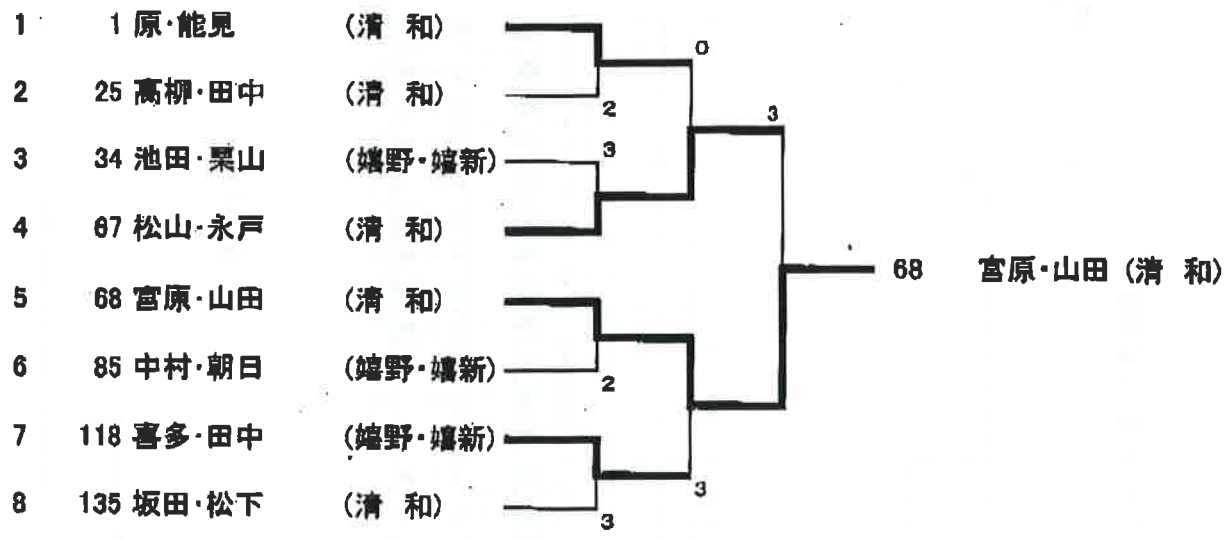 1 1 原・能見 (清 和)
0
2 25 高柳・田中 (清 和)
2
3
3 34 池田・栗山 (嬉野・嬉新)
3
4 67 松山・永戸 (清 和)
68 宮原・山田 (清 和)
5 68 宮原・山田 (清 和)
6 85 中村・朝日 (嬉野・嬉新)
2
7 118 喜多・田中 (嬉野・嬉新)
3
8 135 坂田・松下 (清 和)
3